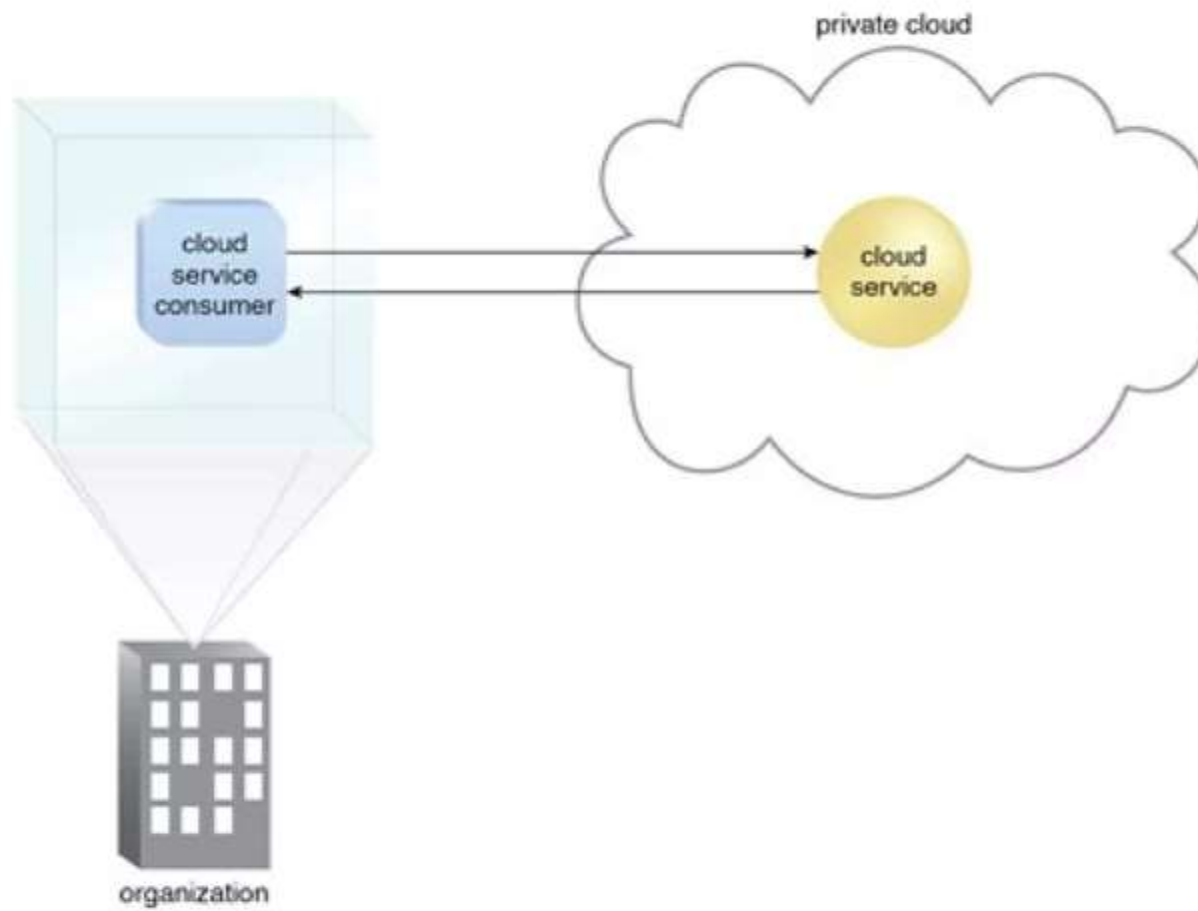 private cloud
cloud
service
consumer
cloud
service
organization